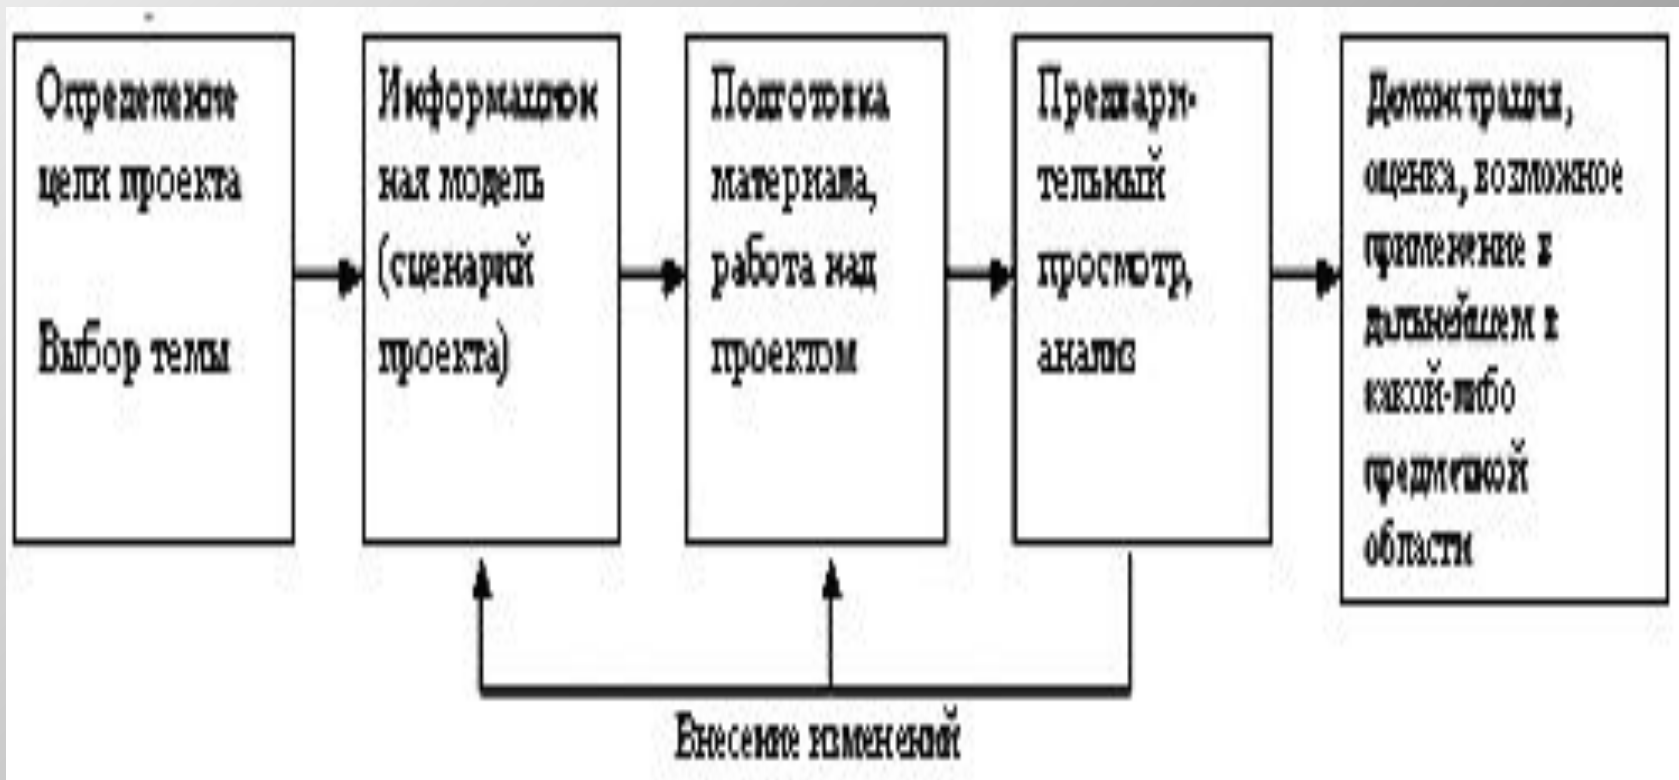 Определение
цели проекта
Выбор темы
Информацион
ная модель
(сценарий
проекта)
Подготовка
материала,
работа над
проектом
Предвари-
тельный
просмотр,
анализ
Демонстрация,
оценка, возможное
применение в
дальнейшем в
какой-либо
предметной
области
Внесение изменений